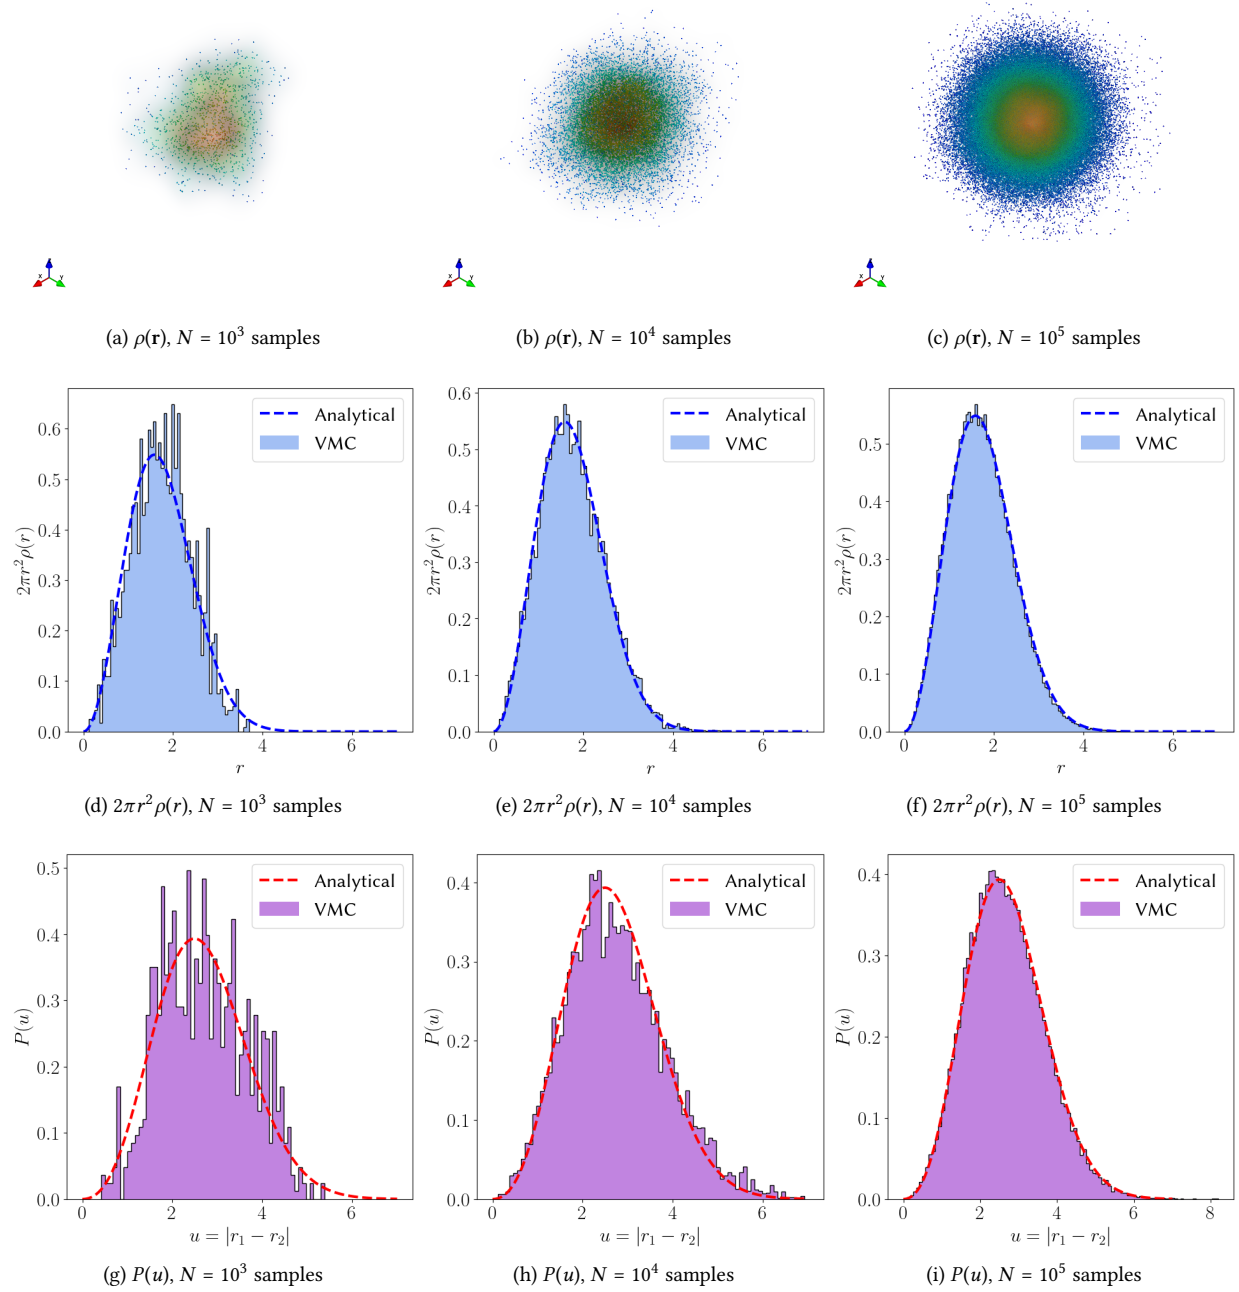 x z y
x z y
x z y
(a) ρ(r), N = 10³ samples
(b) ρ(r), N = 10⁴ samples
(c) ρ(r), N = 10⁵ samples
Analytical
VMC
0.6
0.5
0.4
0.3
0.2
0.1
0.0
2πr²ρ(r)
0 2 4 6
r
Analytical
VMC
0.6
0.5
0.4
0.3
0.2
0.1
0.0
2πr²ρ(r)
0 2 4 6
r
Analytical
VMC
0.5
0.4
0.3
0.2
0.1
0.0
2πr²ρ(r)
0 2 4 6
r
(d) 2πr²ρ(r), N = 10³ samples
(e) 2πr²ρ(r), N = 10⁴ samples
(f) 2πr²ρ(r), N = 10⁵ samples
Analytical
VMC
0.5
0.4
0.3
0.2
0.1
0.0
P(u)
0 2 4 6
u = |r₁ − r₂|
Analytical
VMC
0.4
0.3
0.2
0.1
0.0
P(u)
0 2 4 6
u = |r₁ − r₂|
Analytical
VMC
0.4
0.3
0.2
0.1
0.0
P(u)
0 2 4 6 8
u = |r₁ − r₂|
(g) P(u), N = 10³ samples
(h) P(u), N = 10⁴ samples
(i) P(u), N = 10⁵ samples